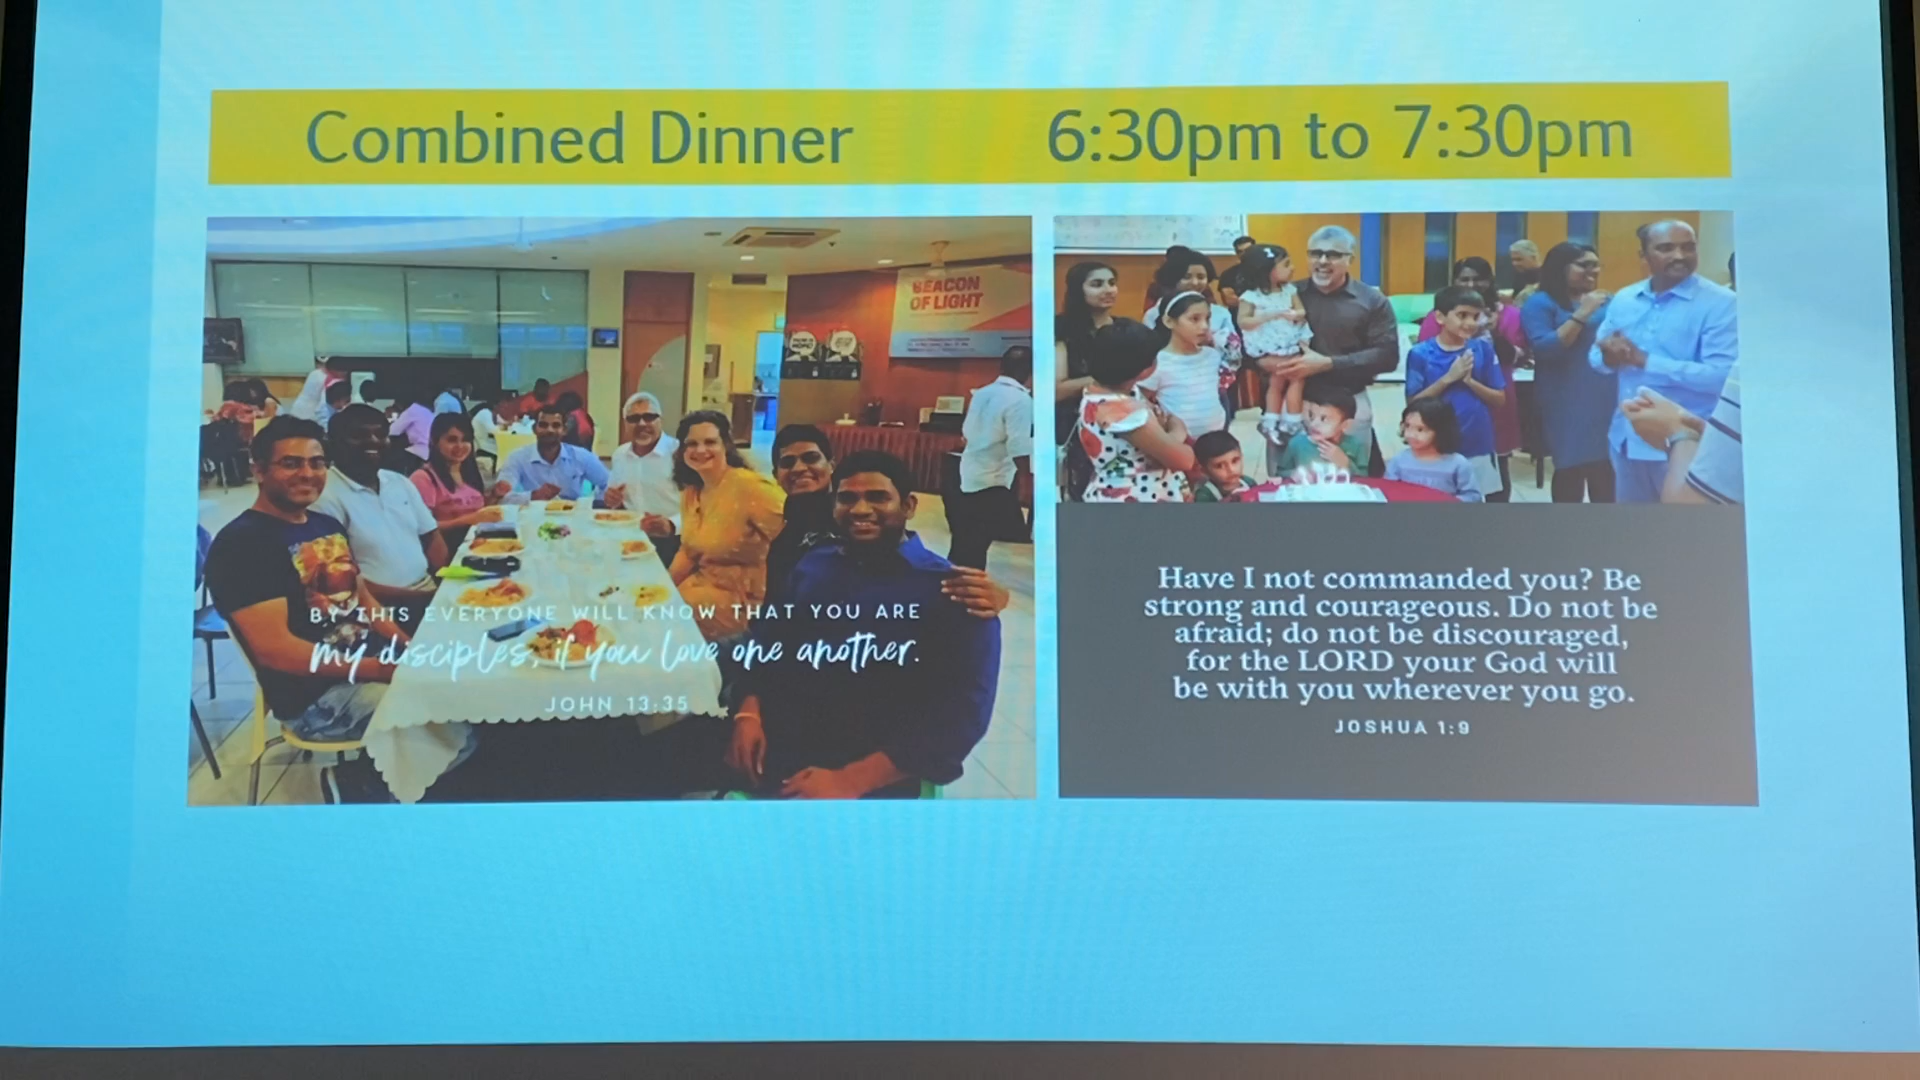 Combined Dinner 6:30pm to 7:30pm
BEACON
OF LIGHT
BY THIS EVERYONE WILL KNOW THAT YOU ARE
my disciples, if you love one another.
JOHN 13:35
Have I not commanded you? Be
strong and courageous. Do not be
afraid; do not be discouraged,
for the LORD your God will
be with you wherever you go.
JOSHUA 1:9